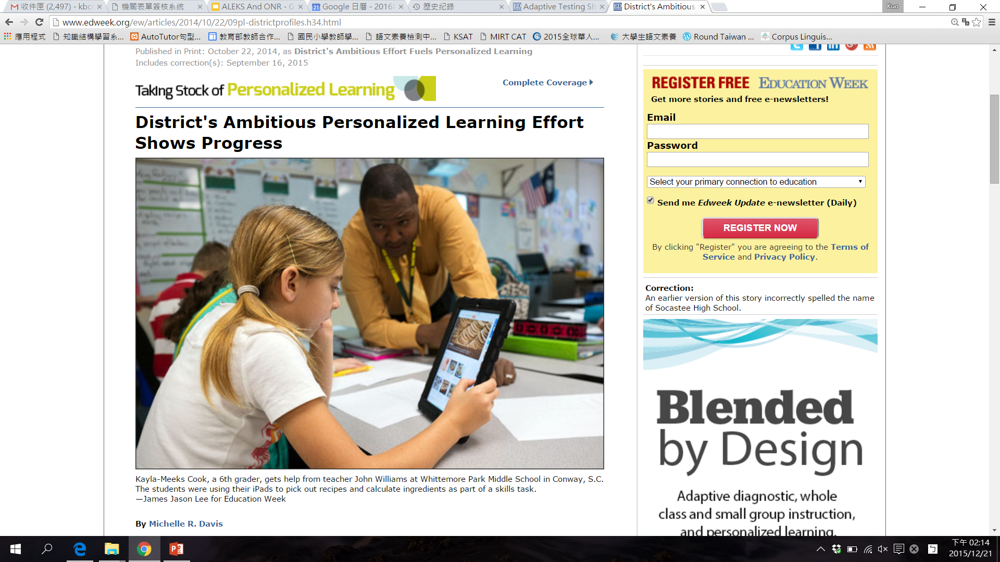 收件匣 (2,497) - kbc
機關表單簽核系統
ALEKS And ONR - G
21 Google 日曆 - 2016
歷史紀錄
Adaptive Testing Sh
District's Ambitious
Kuo
www.edweek.org/ew/articles/2014/10/22/09pl-districtprofiles.h34.html
應用程式
知識結構學習系...
AutoTutor句型...
教育部教師合作...
國民小學教師學...
語文素養檢測中...
KSAT
MIRT CAT
2015全球華人...
大學生語文素養
Round Taiwan ...
Corpus Linguis...
Published in Print: October 22, 2014, as District's Ambitious Effort Fuels Personalized Learning
Includes correction(s): September 16, 2015
Taking Stock of Personalized Learning
Complete Coverage
District's Ambitious Personalized Learning Effort
Shows Progress
Kayla-Meeks Cook, a 6th grader, gets help from teacher John Williams at Whittemore Park Middle School in Conway, S.C.
The students were using their iPads to pick out recipes and calculate ingredients as part of a skills task.
—James Jason Lee for Education Week
By Michelle R. Davis
REGISTER FREE EDUCATION WEEK
Get more stories and free e-newsletters!
Email
Password
Select your primary connection to education
Send me Edweek Update e-newsletter (Daily)
REGISTER NOW
By clicking "Register" you are agreeing to the Terms of
Service and Privacy Policy.
Correction:
An earlier version of this story incorrectly spelled the name
of Socastee High School.
Blended
by Design
Adaptive diagnostic, whole
class and small group instruction,
and personalized learning.
下午 02:14
2015/12/21